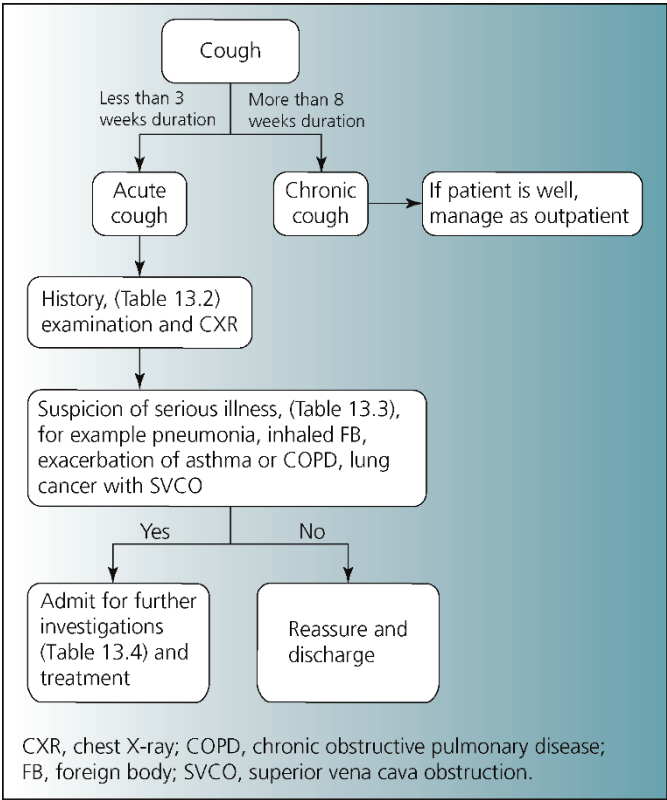 Cough
Less than 3
weeks duration
More than 8
weeks duration
Acute
cough
Chronic
cough
If patient is well,
manage as outpatient
History, (Table 13.2)
examination and CXR
Suspicion of serious illness, (Table 13.3),
for example pneumonia, inhaled FB,
exacerbation of asthma or COPD, lung
cancer with SVCO
Yes
No
Admit for further
investigations
(Table 13.4) and
treatment
Reassure and
discharge
CXR, chest X-ray; COPD, chronic obstructive pulmonary disease;
FB, foreign body; SVCO, superior vena cava obstruction.